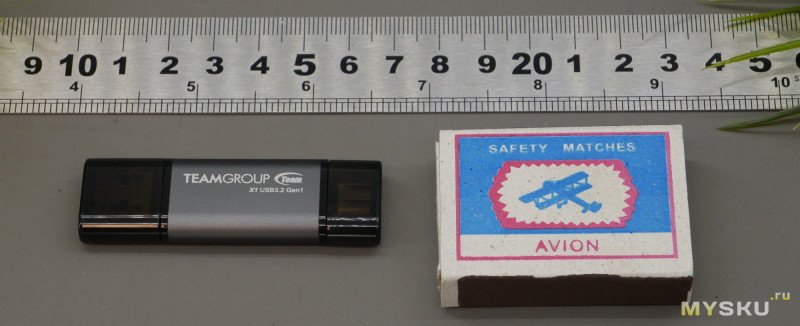 9 10 1 2 3 4 5 6 7 8 9 20 1 2 3 4 5
4 5 6 7 8 9 10
TEAMGROUP Team
X1 USB3.2 Gen1
SAFETY MATCHES
AVION
MYSKU.ru